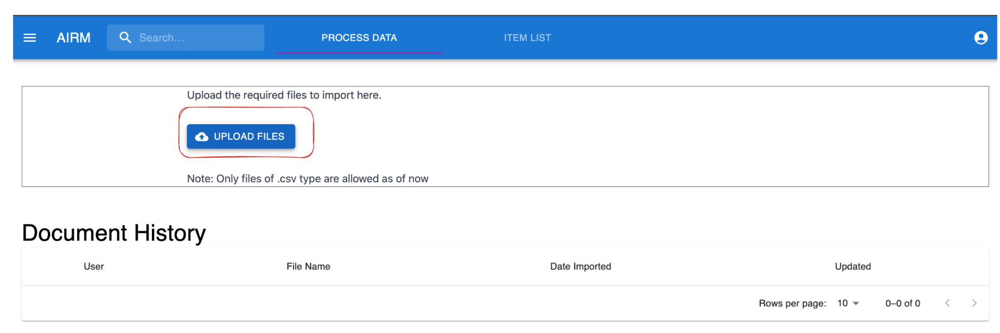 AIRM Search... PROCESS DATA ITEM LIST
Upload the required files to import here.
UPLOAD FILES
Note: Only files of .csv type are allowed as of now
Document History
User File Name Date Imported Updated
Rows per page: 10 0–0 of 0